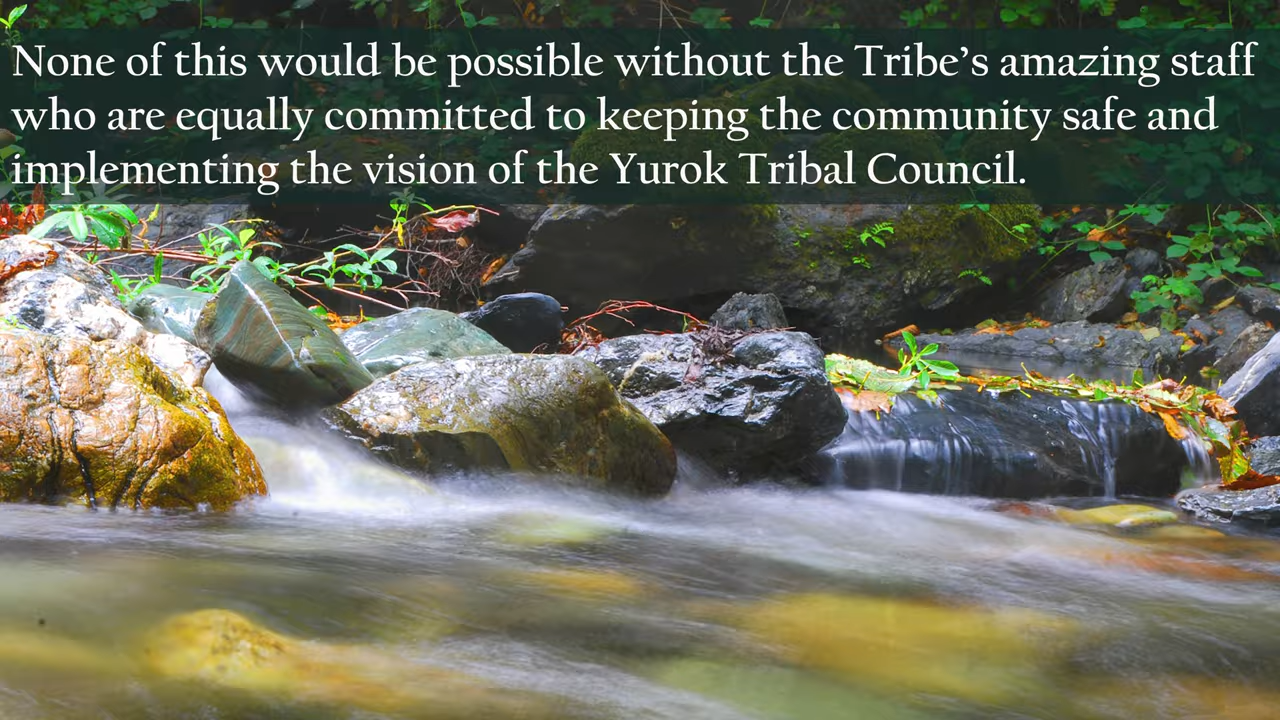 None of this would be possible without the Tribe’s amazing staff
who are equally committed to keeping the community safe and
implementing the vision of the Yurok Tribal Council.